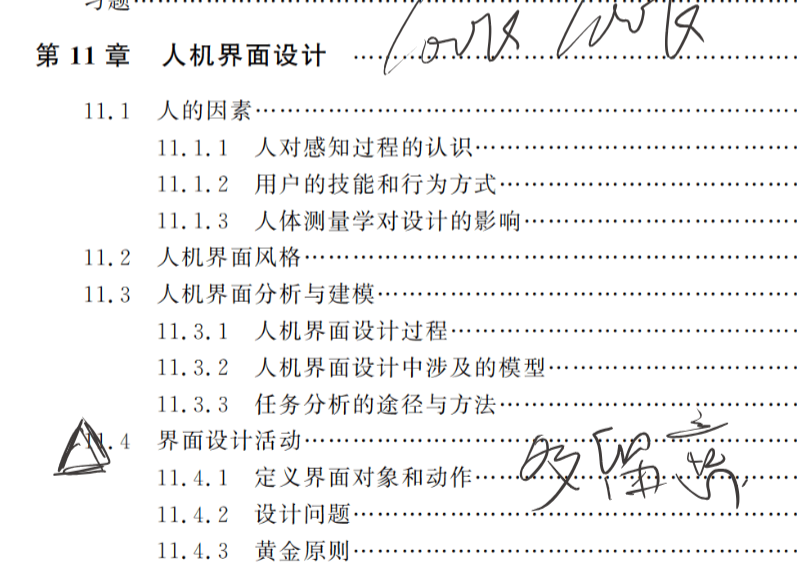 习题……
第 11 章 人机界面设计 ……
11.1 人的因素……
11.1.1 人对感知过程的认识……
11.1.2 用户的技能和行为方式……
11.1.3 人体测量学对设计的影响……
11.2 人机界面风格……
11.3 人机界面分析与建模……
11.3.1 人机界面设计过程……
11.3.2 人机界面设计中涉及的模型……
11.3.3 任务分析的途径与方法……
11.4 界面设计活动……
多留意
11.4.1 定义界面对象和动作……
11.4.2 设计问题……
11.4.3 黄金原则……